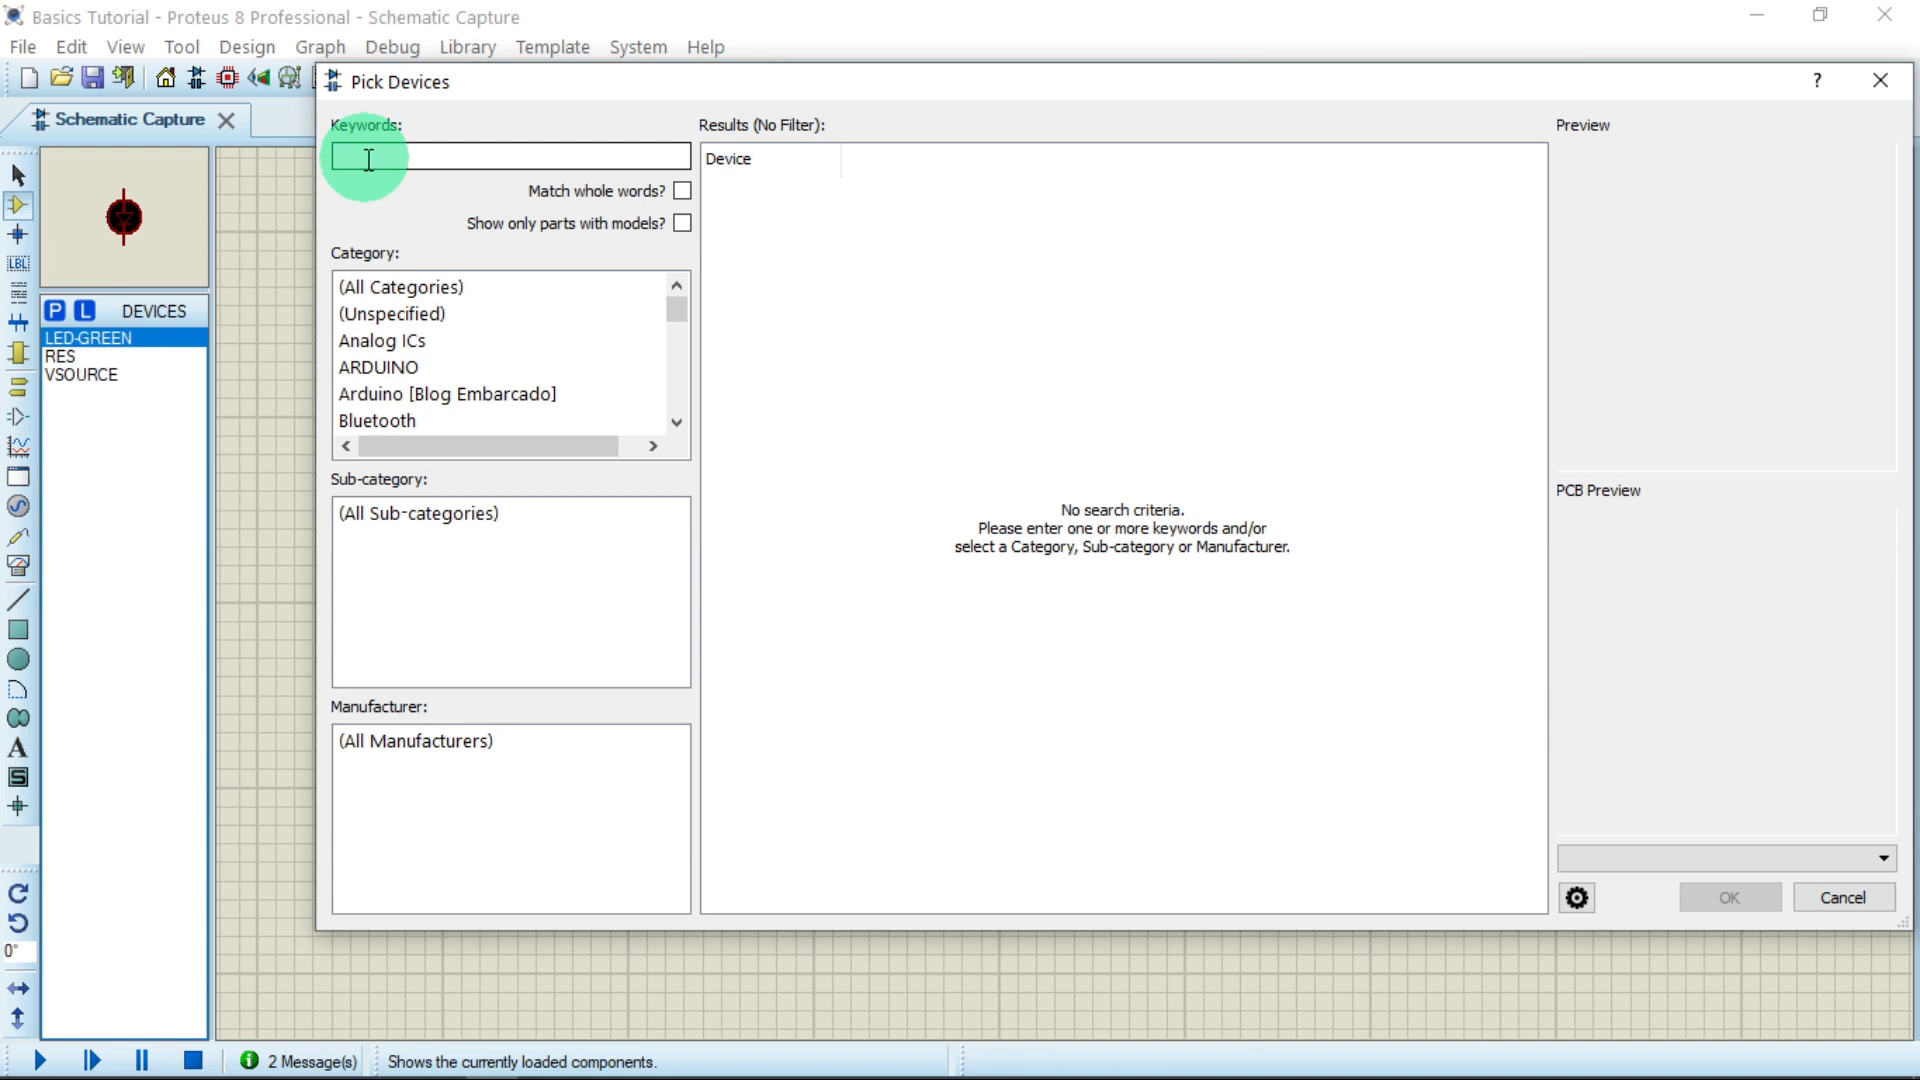 Basics Tutorial - Proteus 8 Professional - Schematic Capture
File Edit View Tool Design Graph Debug Library Template System Help
Pick Devices
?
Schematic Capture
Keywords:
Match whole words?
Show only parts with models?
Category:
(All Categories)
(Unspecified)
Analog ICs
ARDUINO
Arduino [Blog Embarcado]
Bluetooth
Sub-category:
(All Sub-categories)
Manufacturer:
(All Manufacturers)
Results (No Filter):
Device
No search criteria.
Please enter one or more keywords and/or
select a Category, Sub-category or Manufacturer.
Preview
PCB Preview
OK Cancel
P L DEVICES
LED-GREEN
RES
VSOURCE
LBL
A
S
0°
2 Message(s)
Shows the currently loaded components.